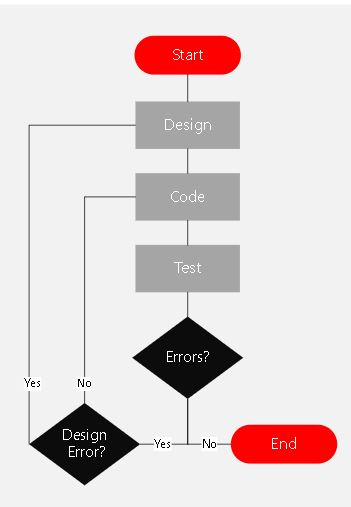 Start
Design
Code
Test
Errors?
Yes
No
Design
Error?
Yes
No
End